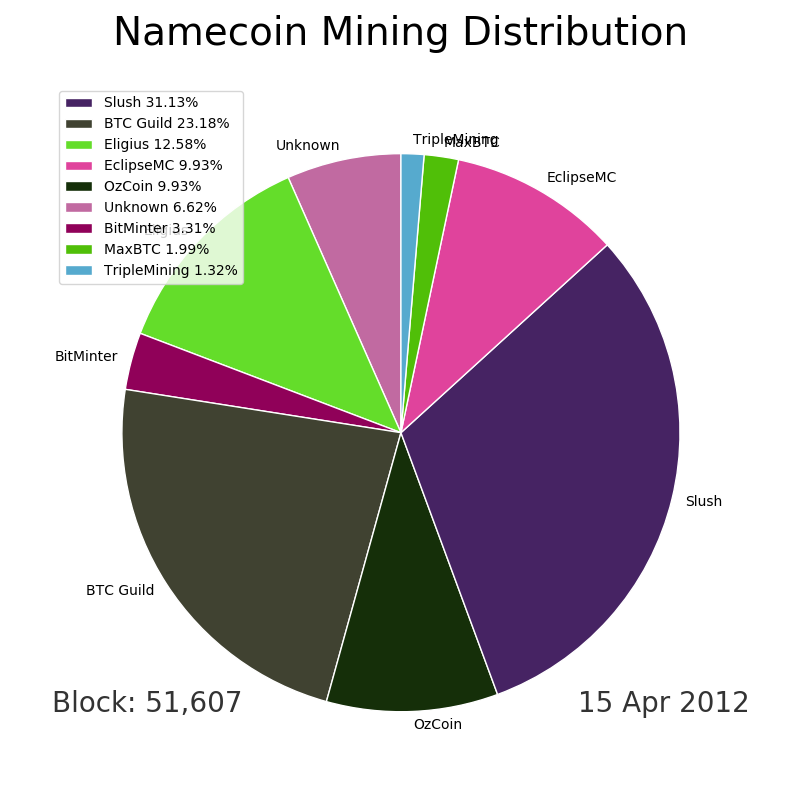 Namecoin Mining Distribution
Slush 31.13%
BTC Guild 23.18%
Eligius 12.58%
EclipseMC 9.93%
OzCoin 9.93%
Unknown 6.62%
BitMinter 3.31%
MaxBTC 1.99%
TripleMining 1.32%
TripleMining
MaxBTC
Unknown
EclipseMC
Eligius
BitMinter
Slush
BTC Guild
Block: 51,607
15 Apr 2012
OzCoin